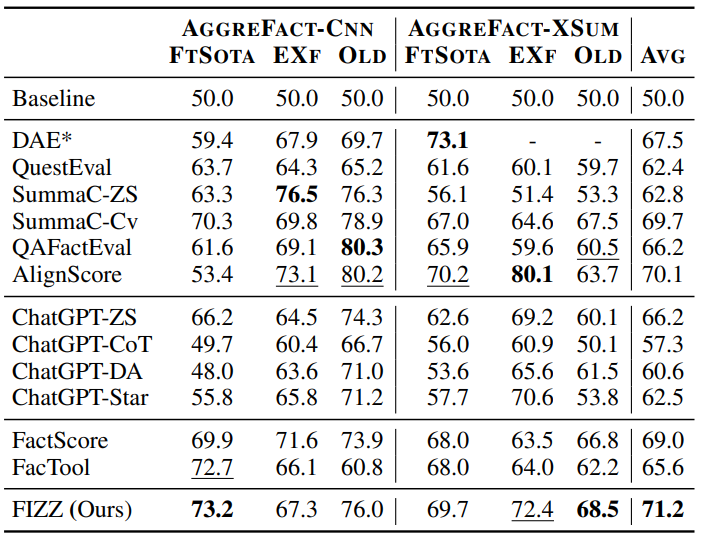 AGGREFACT-CNN AGGREFACT-XSUM
FTSOTA EXF OLD FTSOTA EXF OLD AVG
Baseline 50.0 50.0 50.0 50.0 50.0 50.0 50.0
DAE* 59.4 67.9 69.7 73.1 - - 67.5
QuestEval 63.7 64.3 65.2 61.6 60.1 59.7 62.4
SummaC-ZS 63.3 76.5 76.3 56.1 51.4 53.3 62.8
SummaC-Cv 70.3 69.8 78.9 67.0 64.6 67.5 69.7
QAFactEval 61.6 69.1 80.3 65.9 59.6 60.5 66.2
AlignScore 53.4 73.1 80.2 70.2 80.1 63.7 70.1
ChatGPT-ZS 66.2 64.5 74.3 62.6 69.2 60.1 66.2
ChatGPT-CoT 49.7 60.4 66.7 56.0 60.9 50.1 57.3
ChatGPT-DA 48.0 63.6 71.0 53.6 65.6 61.5 60.6
ChatGPT-Star 55.8 65.8 71.2 57.7 70.6 53.8 62.5
FactScore 69.9 71.6 73.9 68.0 63.5 66.8 69.0
FacTool 72.7 66.1 60.8 68.0 64.0 62.2 65.6
FIZZ (Ours) 73.2 67.3 76.0 69.7 72.4 68.5 71.2